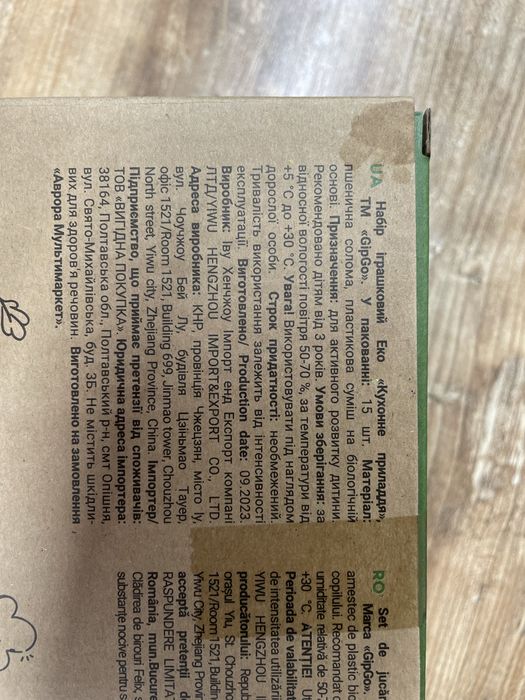 UA Набір іграшковий Еко «Кухонне приладдя»,
ТМ «GipGo». У пакованні: 15 шт. Матеріал:
пшенична солома, пластикова суміш на біологічній
основі. Призначення: для активного розвитку дитини.
Рекомендовано дітям від 3 років. Умови зберігання: за
відносної вологості повітря 50-70 %, за температури від
+5 °С до +30 °С. Увага! Використовувати під наглядом
дорослої особи. Строк придатності: необмежений.
Тривалість використання залежить від інтенсивності
експлуатації. Виготовлено/ Production date: 09.2023.
Виробник: Іву Хенчжоу Імпорт енд Експорт компані
ЛТД/YIWU HENGZHOU IMPORT&EXPORT CO., LTD.
Адреса виробника: КНР, провінція Чжецзян, місто Іу,
вул. Чоучжоу Бей Лу, будівля Цзіньмао Тауер,
офіс 1521/Room 1521, Building 699, Jinmao tower, Chouzhou
North street, Yiwu city, Zhejiang Province, China. Імпортер/
Підприємство, що приймає претензії від споживачів:
ТОВ «ВИГІДНА ПОКУПКА». Юридична адреса імпортера:
38164, Полтавська обл., Полтавський р-н, смт Опішня,
вул. Свято-Михайлівська, буд. 3Б. Не містить шкідли-
вих для здоров'я речовин. Виготовлено на замовлення
«Аврора Мультимаркет».
RO Set de jucă
Marca «GipGo»
amestec de plastic bio
copilului. Recomandat c
umiditate relativă de 50
+30 °C. ATENȚIE! U
Perioada de valabilitat
de intensitatea utilizăr
YIWU HENGZHOU I
producătorului: Repub
orașul Yiu, St. Chouzho
1521/Room 1521, Buildin
Yiwu City, Zhejiang Provi
acceptă pretenții d
RASPUNDERE LIMITA
România, mun.Bucure
Clădirea de birouri Felix,
substanțe nocive pentru s